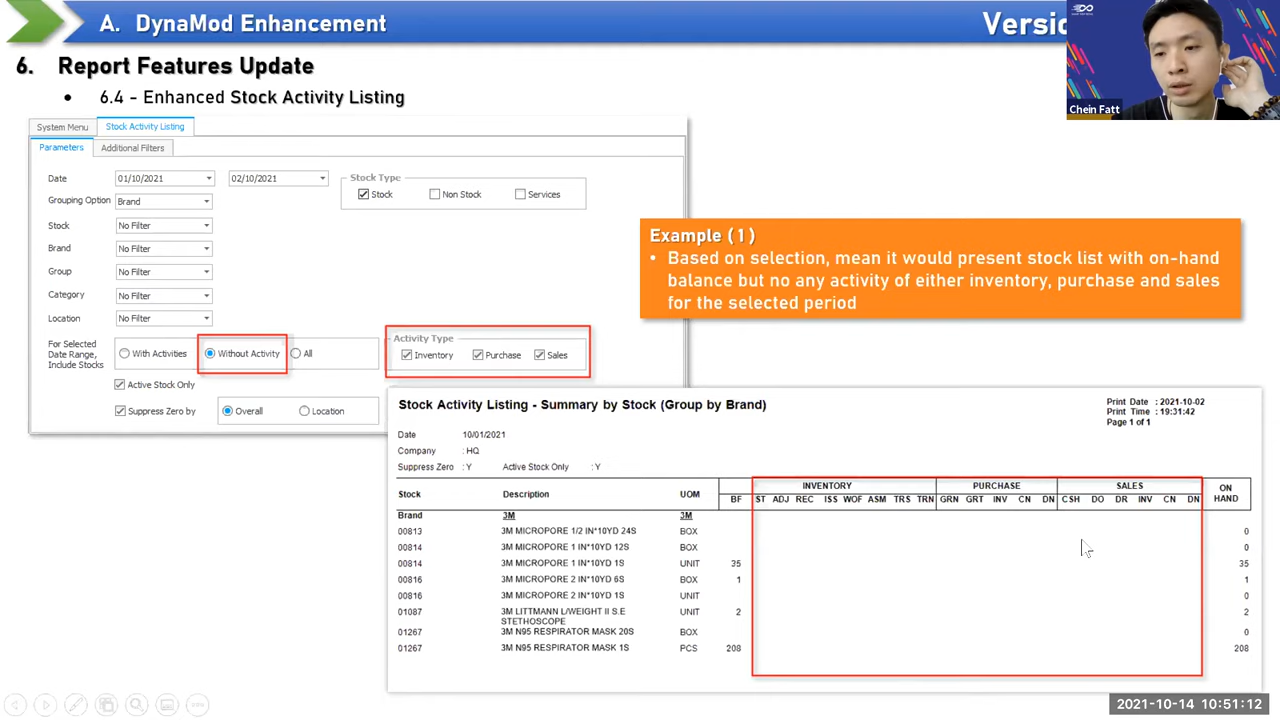 A. DynaMod Enhancement
Versio
DO
Chein Fatt
6. Report Features Update
• 6.4 - Enhanced Stock Activity Listing
System Menu Stock Activity Listing
Parameters Additional Filters
Date 01/10/2021 02/10/2021
Stock Type
Stock Non Stock Services
Grouping Option Brand
Stock No Filter
Brand No Filter
Group No Filter
Category No Filter
Location No Filter
For Selected
Date Range,
Include Stocks
With Activities Without Activity All
Activity Type
Inventory Purchase Sales
Active Stock Only
Suppress Zero by Overall Location
Example (1)
• Based on selection, mean it would present stock list with on-hand
balance but no any activity of either inventory, purchase and sales
for the selected period
Stock Activity Listing - Summary by Stock (Group by Brand)
Print Date : 2021-10-02
Print Time : 19:31:42
Page 1 of 1
Date 10/01/2021
Company : HQ
Suppress Zero : Y Active Stock Only : Y
INVENTORY PURCHASE SALES
Stock Description UOM BF ST ADJ REC ISS WOF ASM TRS TRN GRN GRT INV CN DN CSH DO DR INV CN DN ON HAND
Brand 3M 3M
00813 3M MICROPORE 1/2 IN*10YD 24S BOX 0
00814 3M MICROPORE 1 IN*10YD 12S BOX 0
00814 3M MICROPORE 1 IN*10YD 1S UNIT 35 35
00816 3M MICROPORE 2 IN*10YD 6S BOX 1 1
00816 3M MICROPORE 2 IN*10YD 1S UNIT 0
01087 3M LITTMANN L/WEIGHT II S.E UNIT 2 2
STETHOSCOPE
01267 3M N95 RESPIRATOR MASK 20S BOX 0
01267 3M N95 RESPIRATOR MASK 1S PCS 208 208
2021-10-14 10:51:12